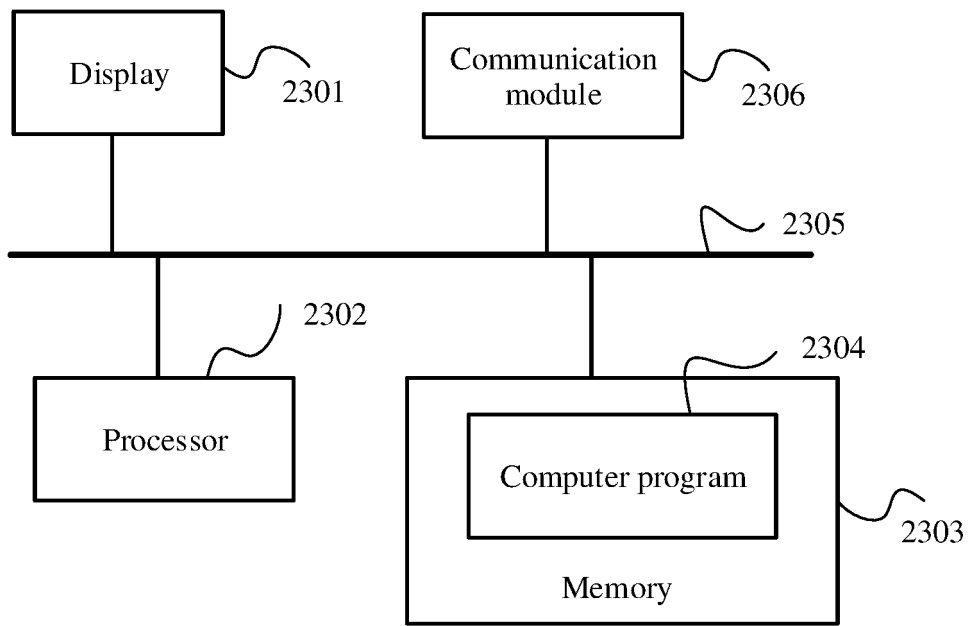 Display
2301
Communication
module
2306
2305
2302
Processor
2304
Computer program
2303
Memory